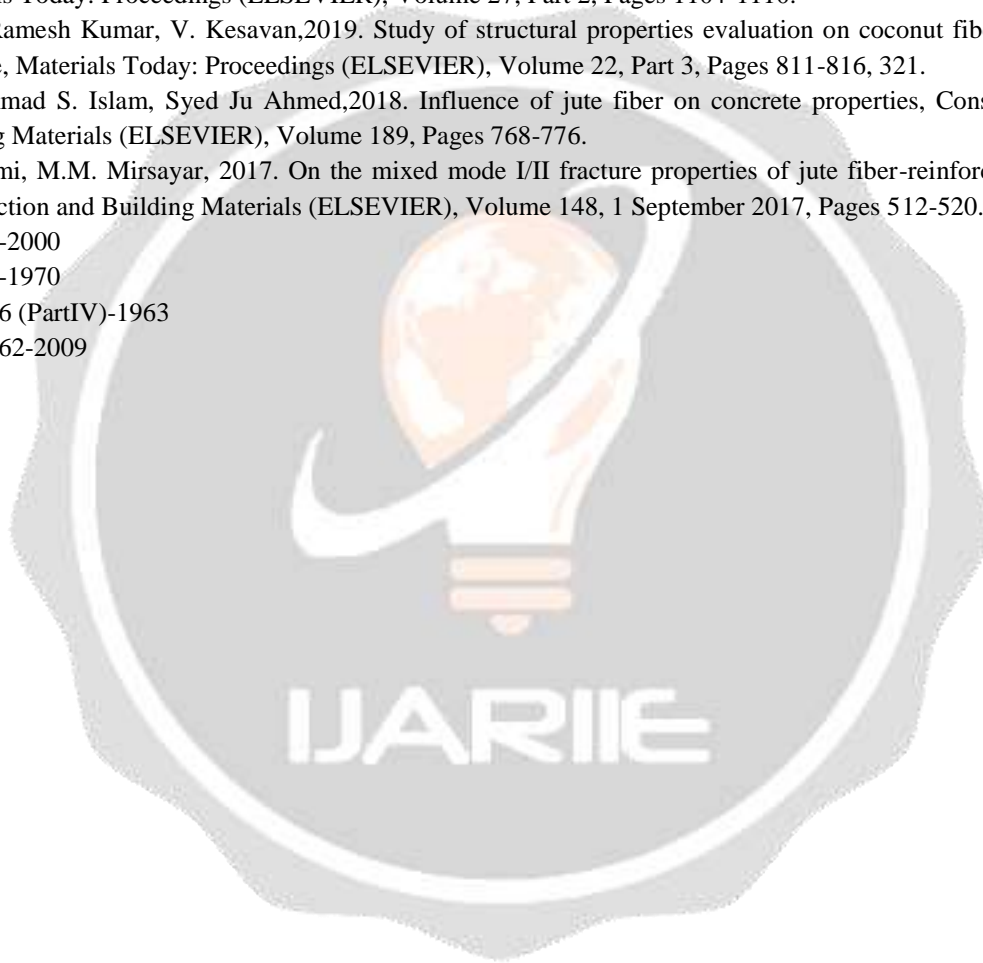 s Today: Proceedings (ELSEVIER), Volume 27, Part 2, Pages 1104-1110.
Ramesh Kumar, V. Kesavan,2019. Study of structural properties evaluation on coconut fib
e, Materials Today: Proceedings (ELSEVIER), Volume 22, Part 3, Pages 811-816, 321.
mad S. Islam, Syed Ju Ahmed,2018. Influence of jute fiber on concrete properties, Cons
g Materials (ELSEVIER), Volume 189, Pages 768-776.
mi, M.M. Mirsayar, 2017. On the mixed mode I/II fracture properties of jute fiber-reinfor
ction and Building Materials (ELSEVIER), Volume 148, 1 September 2017, Pages 512-520.
-2000
-1970
6 (PartIV)-1963
62-2009
IJARIIE